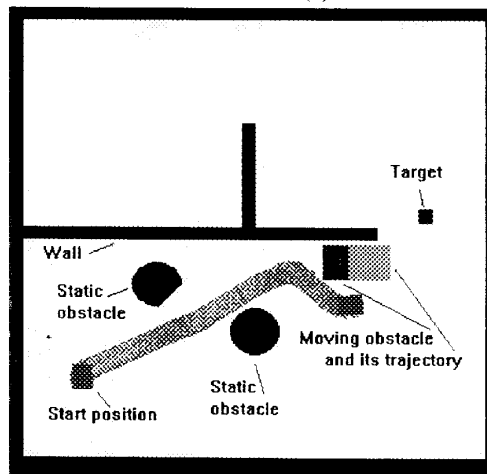 Target
Wall
Static
obstacle
Moving obstacle
and its trajectory
Static
obstacle
Start position